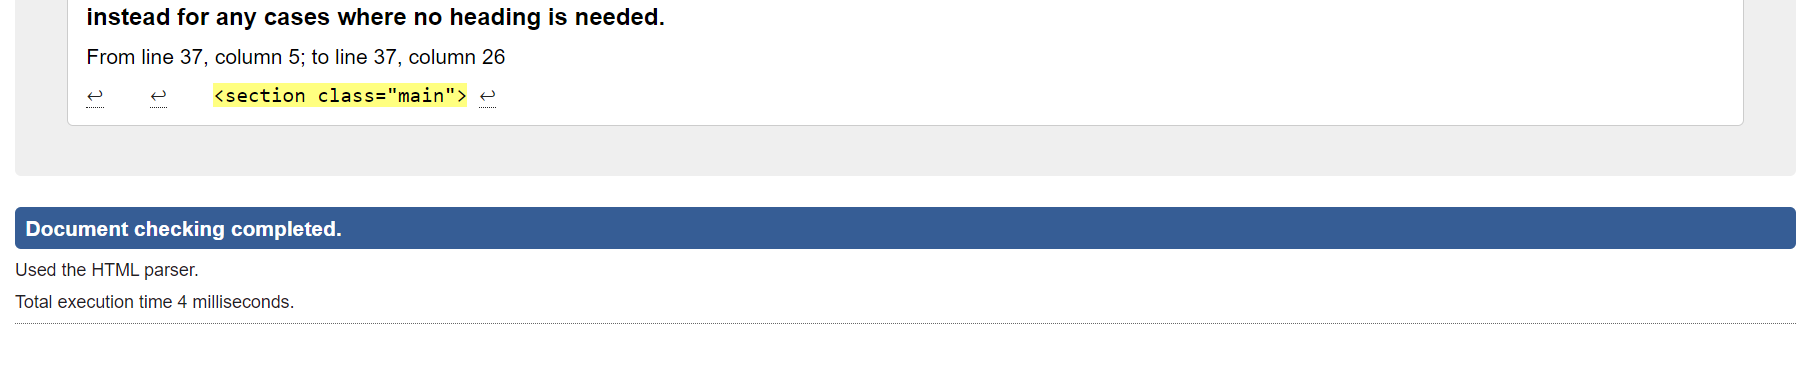 instead for any cases where no heading is needed.
From line 37, column 5; to line 37, column 26
↩ ↩ <section class="main"> ↩
Document checking completed.
Used the HTML parser.
Total execution time 4 milliseconds.